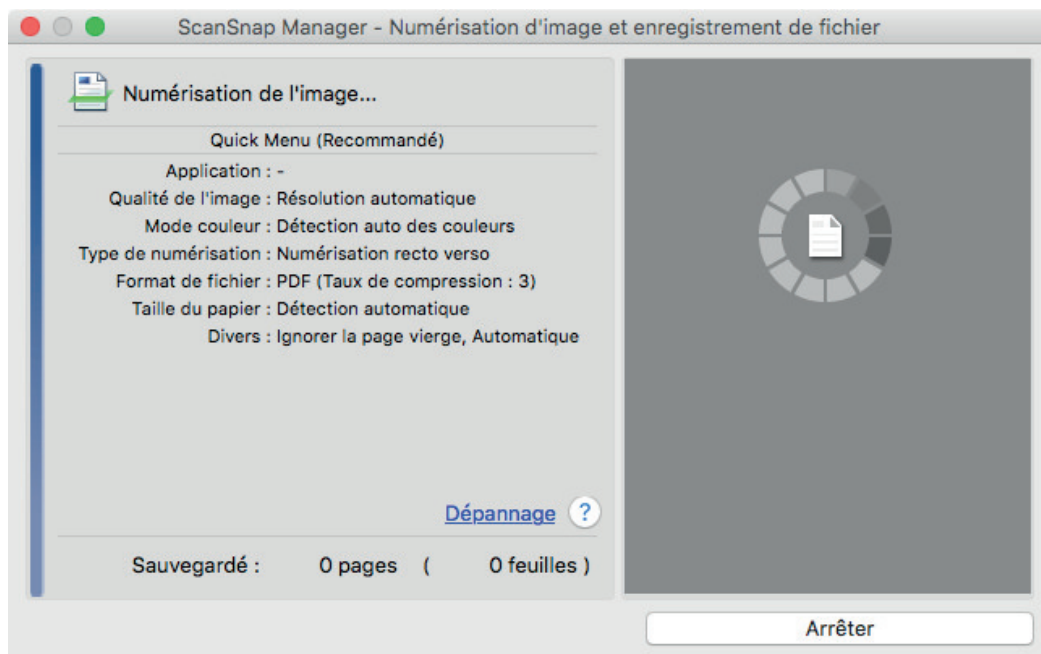 ScanSnap Manager - Numérisation d'image et enregistrement de fichier
Numérisation de l'image...
Quick Menu (Recommandé)
Application : -
Qualité de l'image : Résolution automatique
Mode couleur : Détection auto des couleurs
Type de numérisation : Numérisation recto verso
Format de fichier : PDF (Taux de compression : 3)
Taille du papier : Détection automatique
Divers : Ignorer la page vierge, Automatique
Dépannage ?
Sauvegardé : 0 pages ( 0 feuilles )
Arrêter